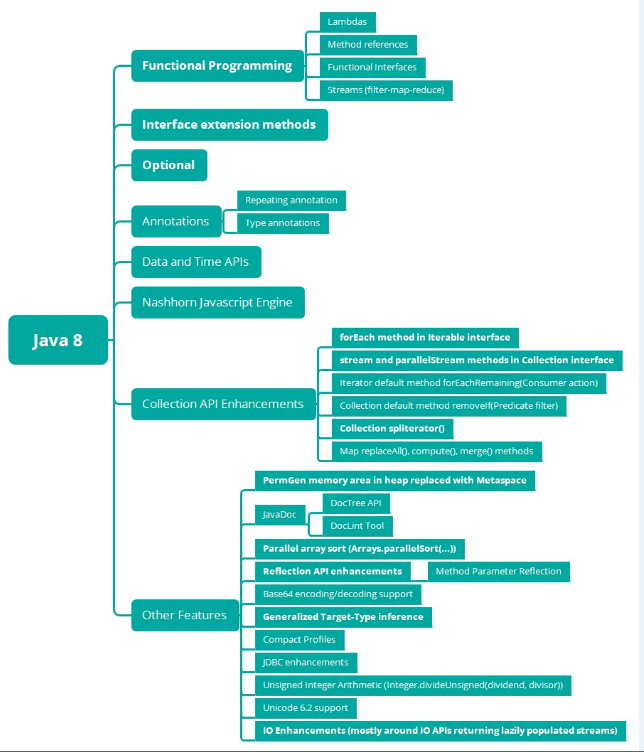 Java 8
Functional Programming
Lambdas
Method references
Functional Interfaces
Streams (filter-map-reduce)
Interface extension methods
Optional
Annotations
Repeating annotation
Type annotations
Data and Time APIs
Nashhorn Javascript Engine
Collection API Enhancements
forEach method in Iterable interface
stream and parallelStream methods in Collection interface
Iterator default method forEachRemaining(Consumer action)
Collection default method removeIf(Predicate filter)
Collection spliterator()
Map replaceAll(), compute(), merge() methods
Other Features
PermGen memory area in heap replaced with Metaspace
JavaDoc
DocTree API
DocLint Tool
Parallel array sort (Arrays.parallelSort(...))
Reflection API enhancements
Method Parameter Reflection
Base64 encoding/decoding support
Generalized Target-Type inference
Compact Profiles
JDBC enhancements
Unsigned Integer Arithmetic (Integer.divideUnsigned(dividend, divisor))
Unicode 6.2 support
IO Enhancements (mostly around IO APIs returning lazily populated streams)